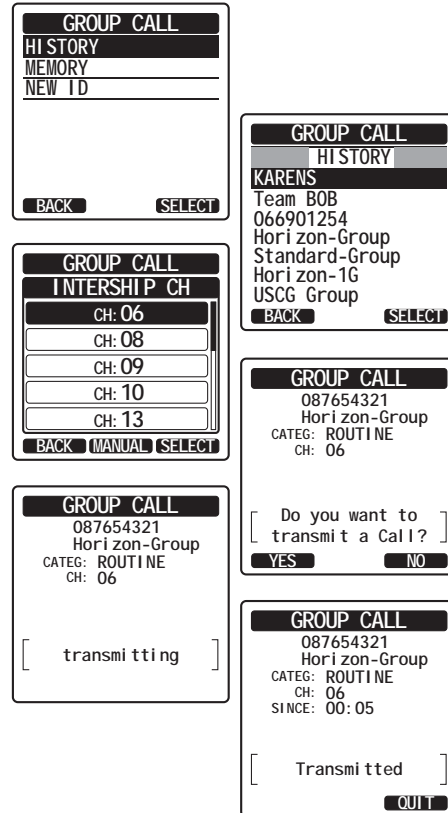 GROUP CALL
HISTORY
MEMORY
NEW ID
BACK SELECT
GROUP CALL
HISTORY
KARENS
Team BOB
066901254
Horizon-Group
Standard-Group
Horizon-1G
USCG Group
BACK SELECT
GROUP CALL
INTERSHIP CH
CH: 06
CH: 08
CH: 09
CH: 10
CH: 13
BACK MANUAL SELECT
GROUP CALL
087654321
Horizon-Group
CATEG: ROUTINE
CH: 06
Do you want to
transmit a Call?
YES NO
GROUP CALL
087654321
Horizon-Group
CATEG: ROUTINE
CH: 06
transmitting
GROUP CALL
087654321
Horizon-Group
CATEG: ROUTINE
CH: 06
SINCE: 00:05
Transmitted
QUIT